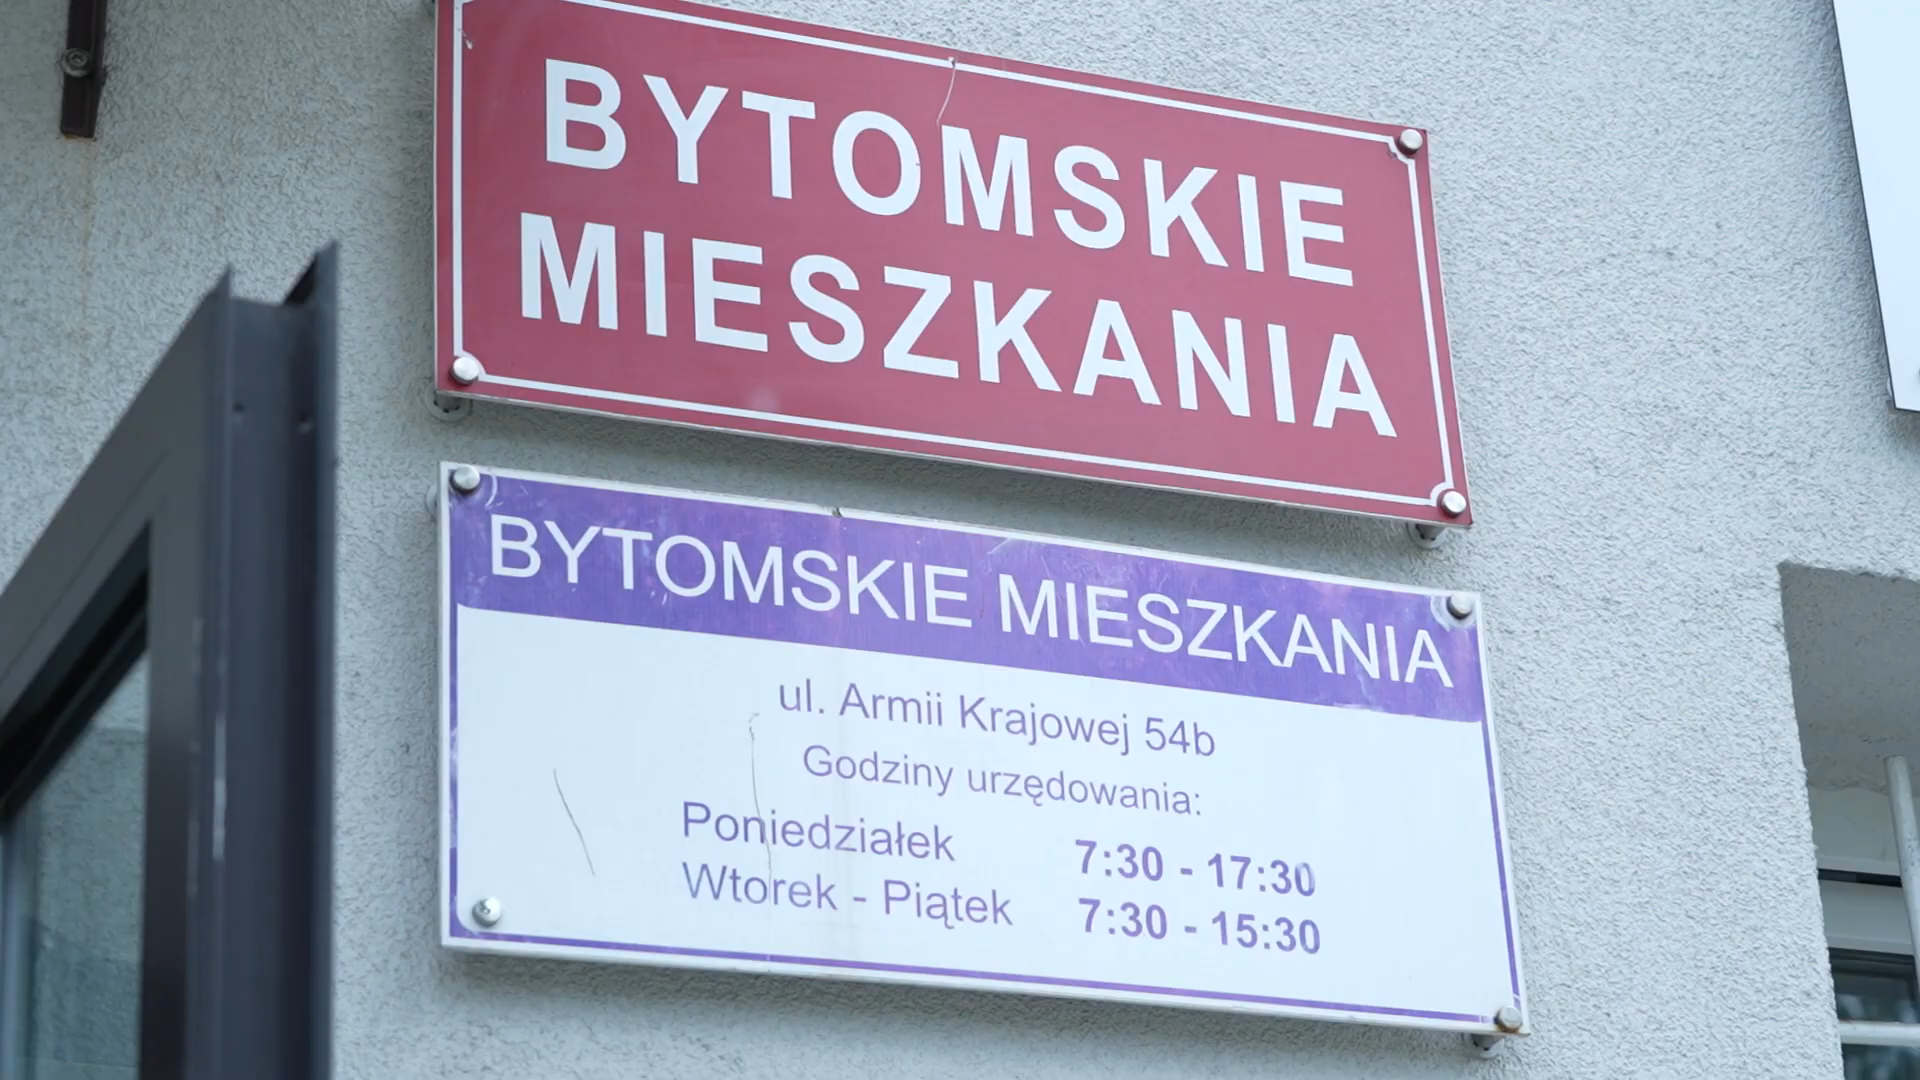 BYTOMSKIE
MIESZKANIA
BYTOMSKIE MIESZKANIA
ul. Armii Krajowej 54b
Godziny urzędowania:
Poniedziałek 7:30 - 17:30
Wtorek - Piątek 7:30 - 15:30